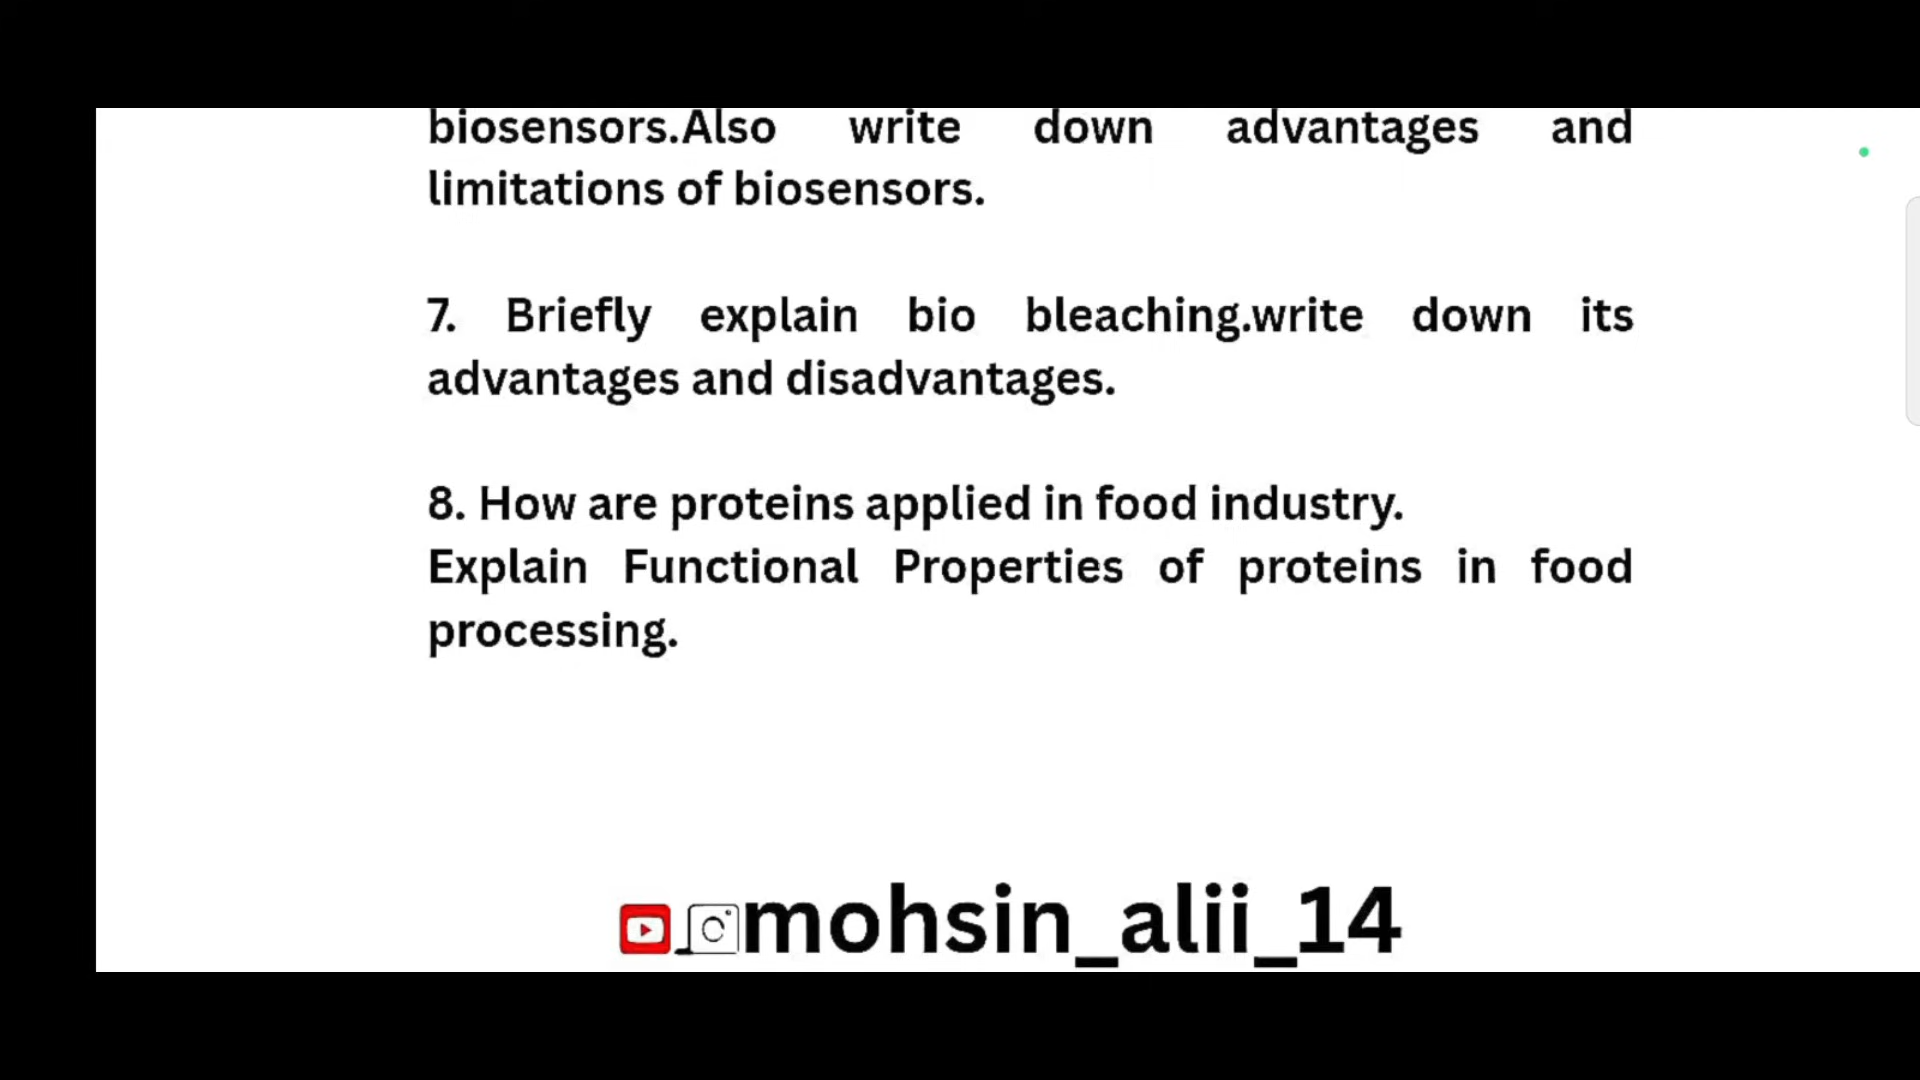 biosensors.Also write down advantages and
limitations of biosensors.
7. Briefly explain bio bleaching.write down its
advantages and disadvantages.
8. How are proteins applied in food industry.
Explain Functional Properties of proteins in food
processing.
mohsin_alii_14